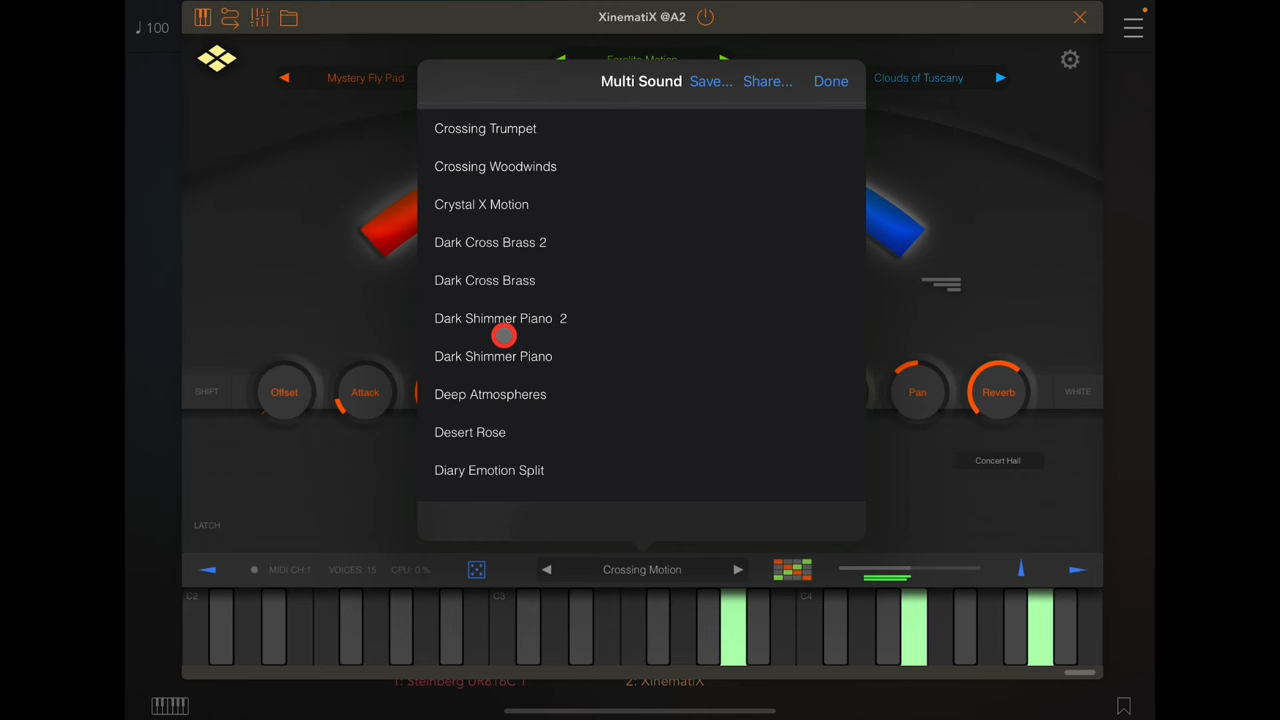 ♩ 100
XinematiX @A2
Mystery Fly Pad
Clouds of Tuscany
Multi Sound Save... Share... Done
Crossing Trumpet
Crossing Woodwinds
Crystal X Motion
Dark Cross Brass 2
Dark Cross Brass
Dark Shimmer Piano 2
Dark Shimmer Piano
Deep Atmospheres
Desert Rose
Diary Emotion Split
SHIFT
Offset
Attack
Pan
Reverb
WHITE
Concert Hall
LATCH
MIDI CH:1 VOICES: 15 CPU: 0 %
Crossing Motion
C2 C3 C4
1: Steinberg UR816C 1
2: XinematiX